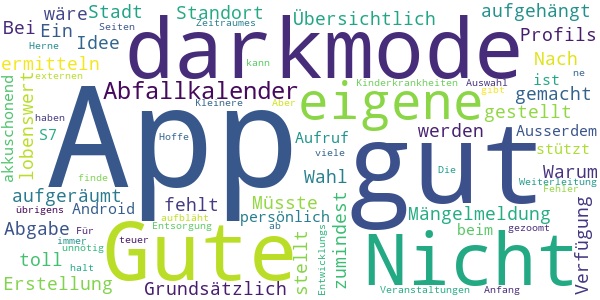 wäre Stadt Standort aufgehängt
Bei Ein Idee Übersichtlich Profils
darkmode
ermitteln Herne Seiten Zeitraumes Nach
externen kann Kinderkrankheiten Auswahl ist ne
akkuschonend lobenswert Abfallkalender eigene gemacht
haben Kleinere Aber gibt
App gut
gestellt
S7 Hoffe Aufruf werden Ausserdem
viele stützt
fehlt Wahl Die Warum
finde Weiterleitung
aufgeräumt Müsste beim Fehler
übrigens Android persönlich Mängelmeldung Verfügung
Abgabe Für aufbläht ab zumindest
Gute Nicht
immer Entsorgung
toll unnötig teuer stellt Entwicklungs gezoomt
Erstellung halt Grundsätzlich Veranstaltungen Anfang